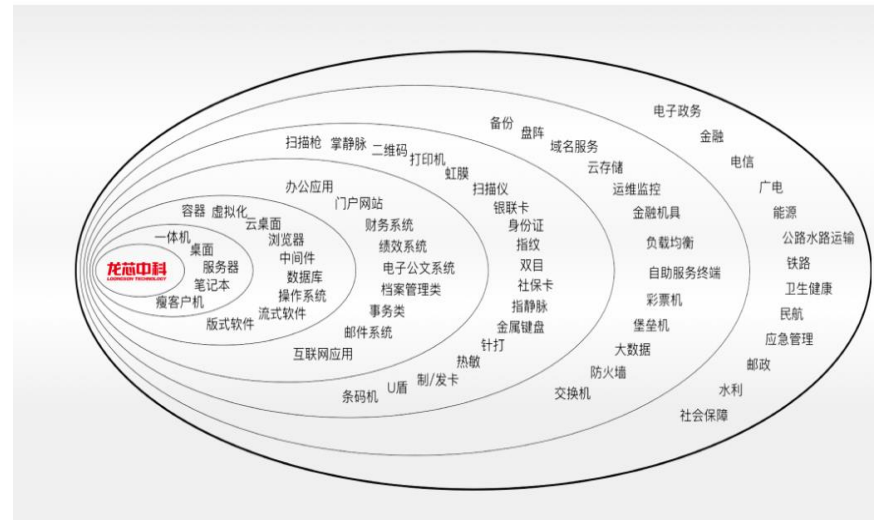 龙芯中科
LOONGSON TECHNOLOGY
一体机
桌面
服务器
笔记本
瘦客户机
容器
虚拟化
云桌面
浏览器
中间件
数据库
操作系统
流式软件
版式软件
办公应用
门户网站
财务系统
绩效系统
电子公文系统
档案管理类
事务类
邮件系统
互联网应用
扫描枪
掌静脉
二维码
打印机
虹膜
扫描仪
银联卡
身份证
指纹
双目
社保卡
指静脉
金属键盘
针打
热敏
制/发卡
U盾
条码机
备份
盘阵
域名服务
云存储
运维监控
金融机具
负载均衡
自助服务终端
彩票机
堡垒机
大数据
防火墙
交换机
电子政务
金融
电信
广电
能源
公路水路运输
铁路
卫生健康
民航
应急管理
邮政
水利
社会保障